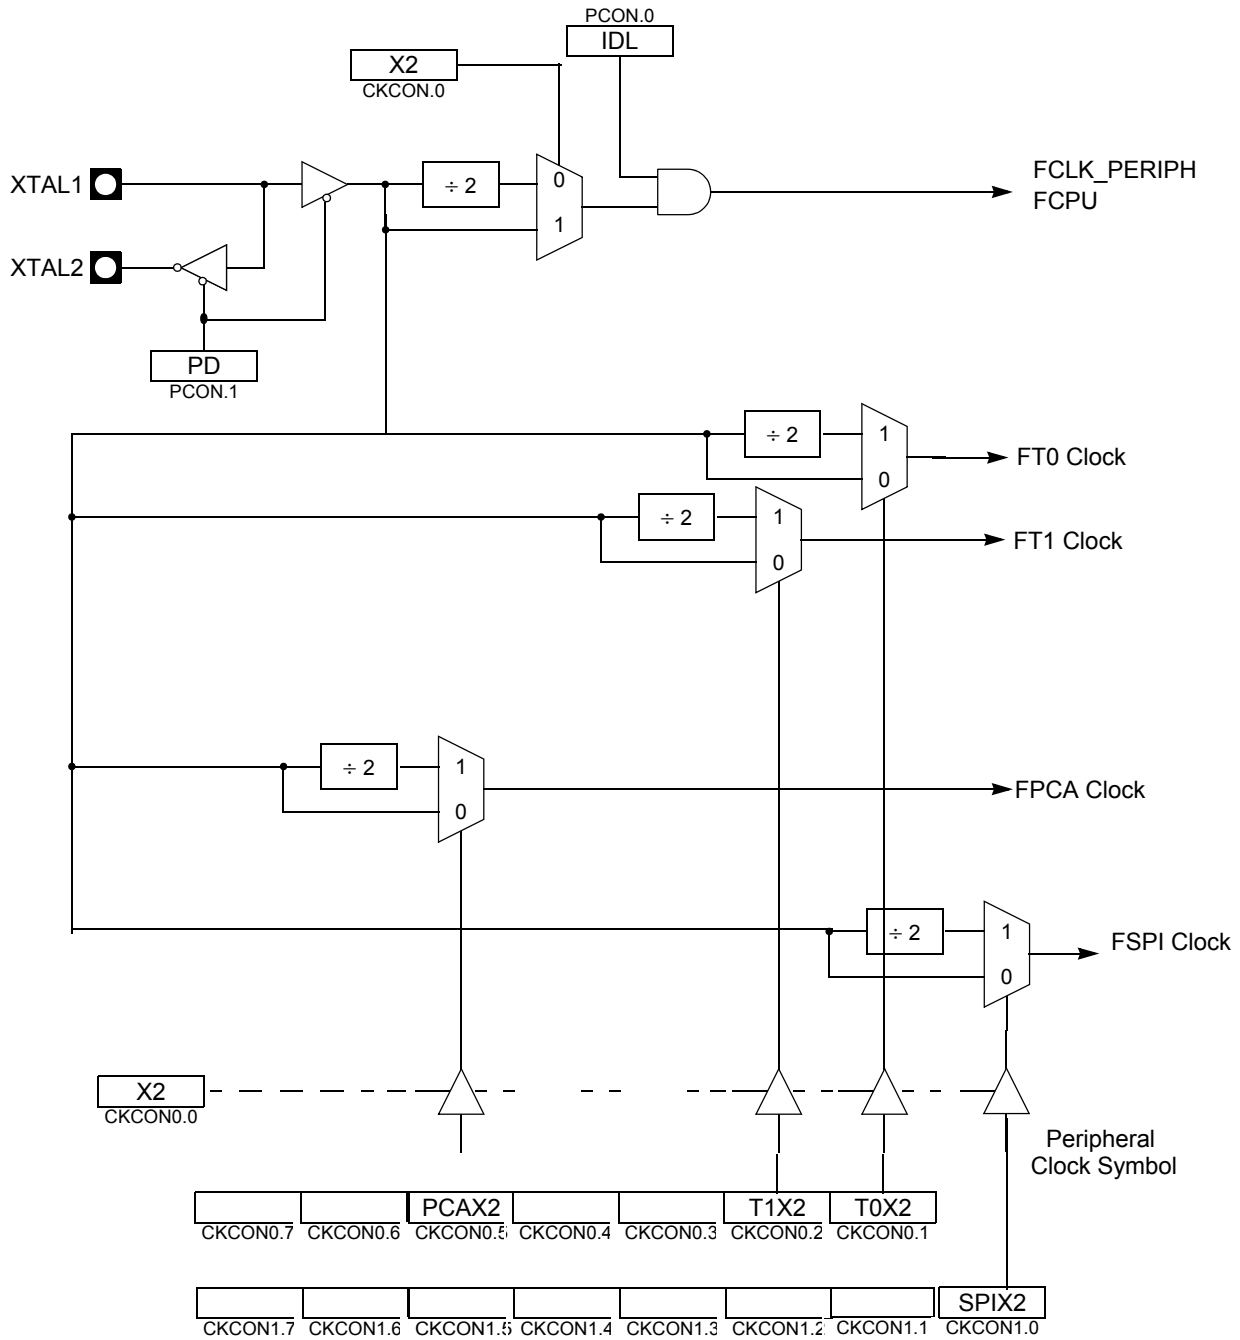 PCON.0
IDL
X2
CKCON.0
XTAL1
÷ 2
0
1
FCLK_PERIPH
FCPU
XTAL2
PD
PCON.1
÷ 2
1
0
FT0 Clock
÷ 2
1
0
FT1 Clock
÷ 2
1
0
FPCA Clock
÷ 2
1
0
FSPI Clock
X2
CKCON0.0
Peripheral
Clock Symbol
PCAX2 T1X2 T0X2
CKCON0.7 CKCON0.6 CKCON0.5 CKCON0.4 CKCON0.3 CKCON0.2 CKCON0.1
SPIX2
CKCON1.7 CKCON1.6 CKCON1.5 CKCON1.4 CKCON1.3 CKCON1.2 CKCON1.1 CKCON1.0